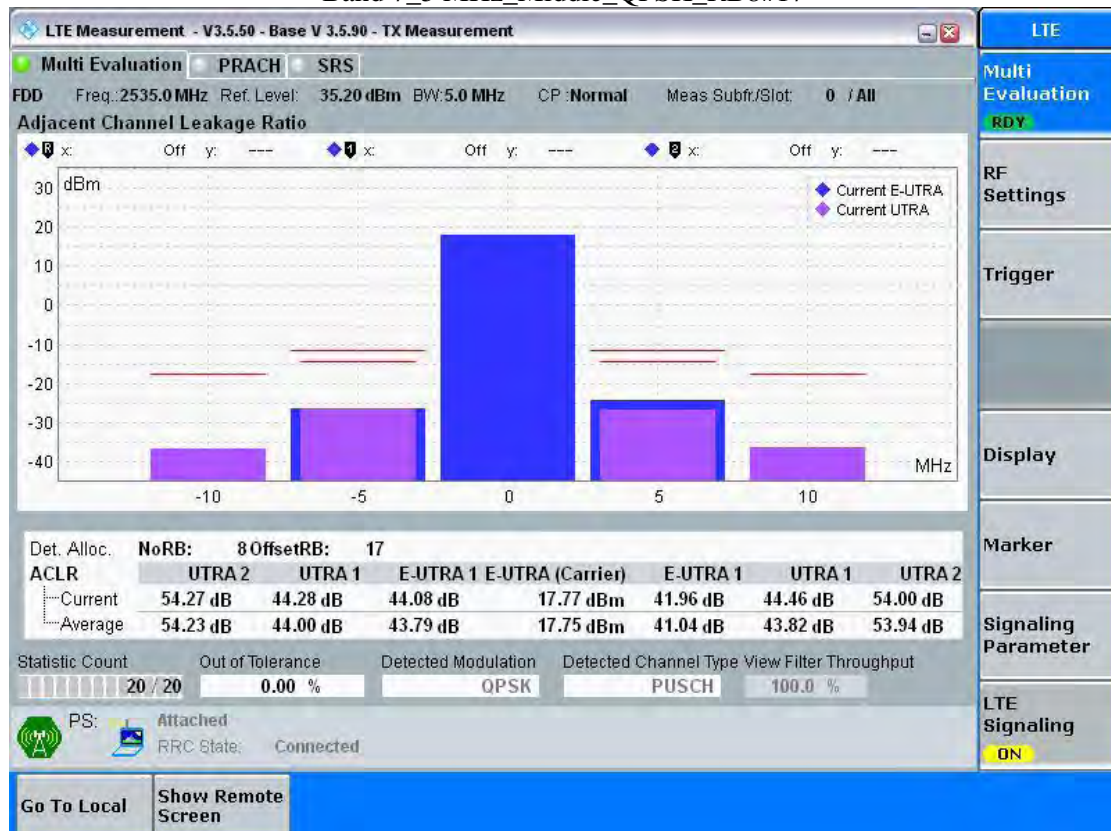 Band 7_5 MHz_Middle_QPSK_RB8#17
LTE Measurement - V3.5.50 - Base V 3.5.90 - TX Measurement
LTE
Multi Evaluation PRACH SRS
Multi Evaluation
RDY
FDD Freq.:2535.0 MHz Ref. Level: 35.20 dBm BW:5.0 MHz CP :Normal Meas Subfr./Slot: 0 / All
Adjacent Channel Leakage Ratio
0 x: Off y: --- 1 x: Off y: --- 2 x: Off y: ---
30 dBm
Current E-UTRA
Current UTRA
20
10
0
-10
-20
-30
-40
MHz
-10 -5 0 5 10
RF Settings
Trigger
Display
Marker
Signaling Parameter
LTE Signaling
ON
Det. Alloc. NoRB: 8 OffsetRB: 17
ACLR UTRA 2 UTRA 1 E-UTRA 1 E-UTRA (Carrier) E-UTRA 1 UTRA 1 UTRA 2
Current 54.27 dB 44.28 dB 44.08 dB 17.77 dBm 41.96 dB 44.46 dB 54.00 dB
Average 54.23 dB 44.00 dB 43.79 dB 17.75 dBm 41.04 dB 43.82 dB 53.94 dB
Statistic Count Out of Tolerance Detected Modulation Detected Channel Type View Filter Throughput
20 / 20 0.00 % QPSK PUSCH 100.0 %
PS: Attached
RRC State: Connected
Go To Local
Show Remote Screen